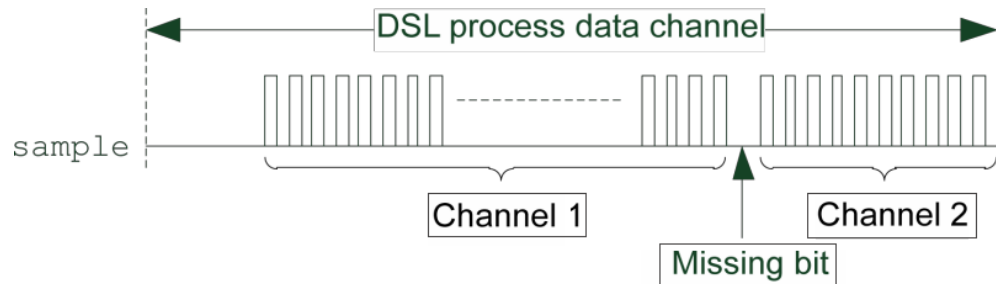 DSL process data channel
sample
Channel 1
Channel 2
Missing bit